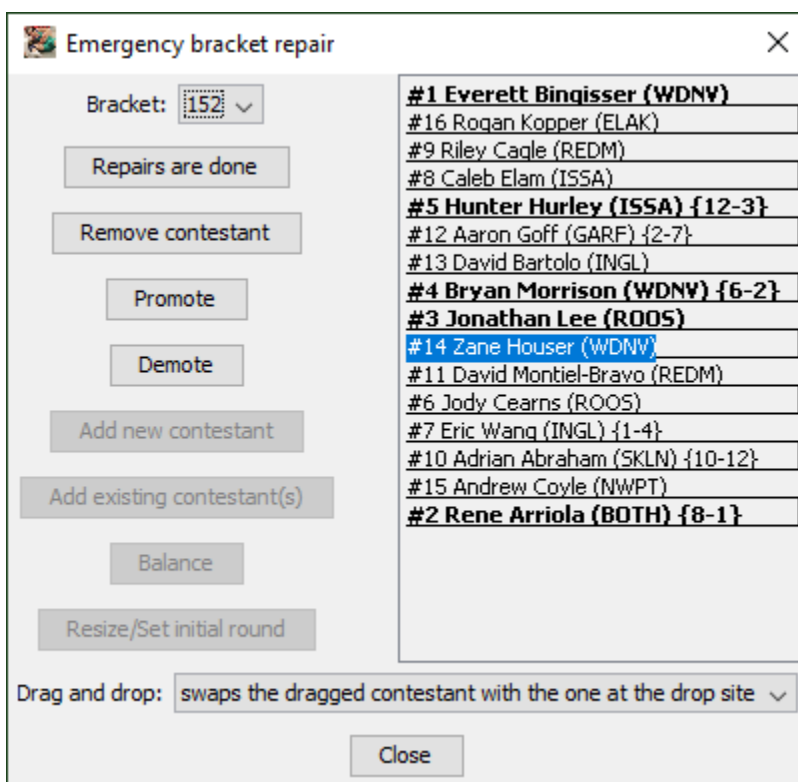 Emergency bracket repair
Bracket: 152
Repairs are done
Remove contestant
Promote
Demote
Add new contestant
Add existing contestant(s)
Balance
Resize/Set initial round
#1 Everett Bingisser (WDNV)
#16 Rogan Kopper (ELAK)
#9 Riley Cagle (REDM)
#8 Caleb Elam (ISSA)
#5 Hunter Hurley (ISSA) {12-3}
#12 Aaron Goff (GARF) {2-7}
#13 David Bartolo (INGL)
#4 Bryan Morrison (WDNV) {6-2}
#3 Jonathan Lee (ROOS)
#14 Zane Houser (WDNV)
#11 David Montiel-Bravo (REDM)
#6 Jody Cearns (ROOS)
#7 Eric Wang (INGL) {1-4}
#10 Adrian Abraham (SKLN) {10-12}
#15 Andrew Coyle (NWPT)
#2 Rene Arriola (BOTH) {8-1}
Drag and drop: swaps the dragged contestant with the one at the drop site
Close